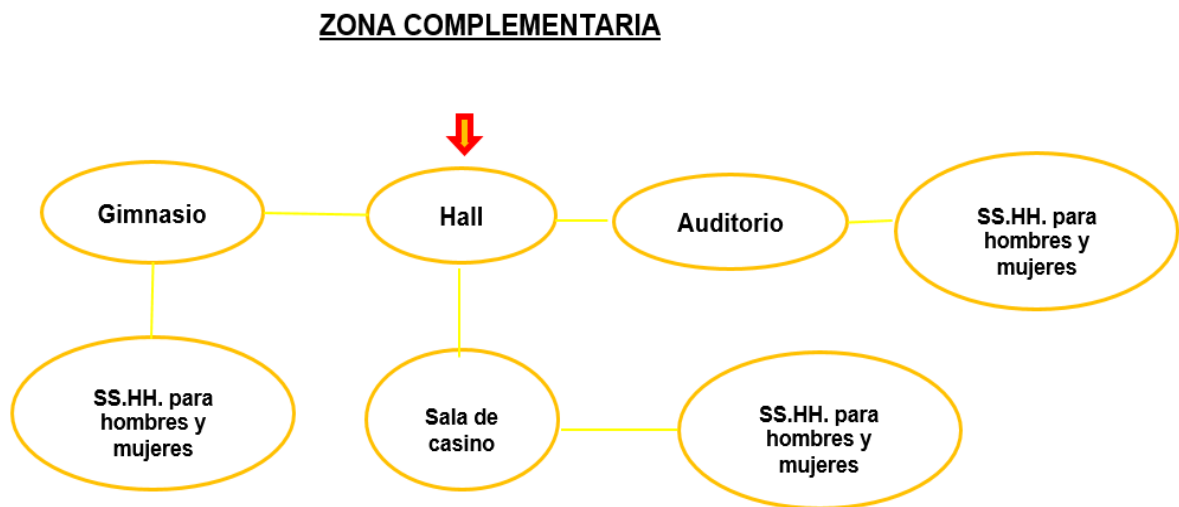 ZONA COMPLEMENTARIA
Gimnasio
Hall
Auditorio
SS.HH. para
hombres y
mujeres
SS.HH. para
hombres y
mujeres
Sala de
casino
SS.HH. para
hombres y
mujeres